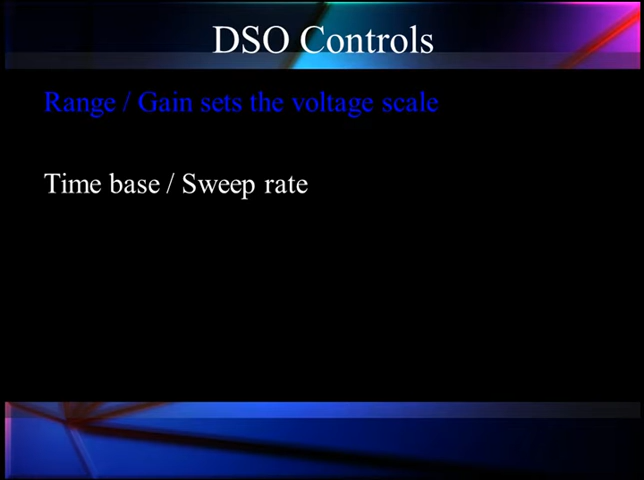 DSO Controls
Range / Gain sets the voltage scale
Time base / Sweep rate